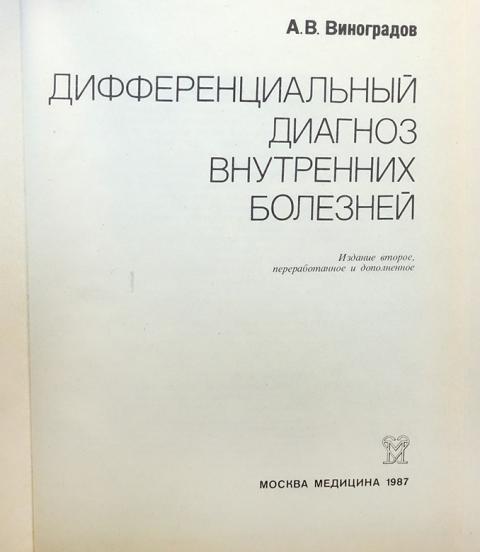 А.В. Виноградов
ДИФФЕРЕНЦИАЛЬНЫЙ
ДИАГНОЗ
ВНУТРЕННИХ
БОЛЕЗНЕЙ
Издание второе,
переработанное и дополненное
МОСКВА МЕДИЦИНА 1987